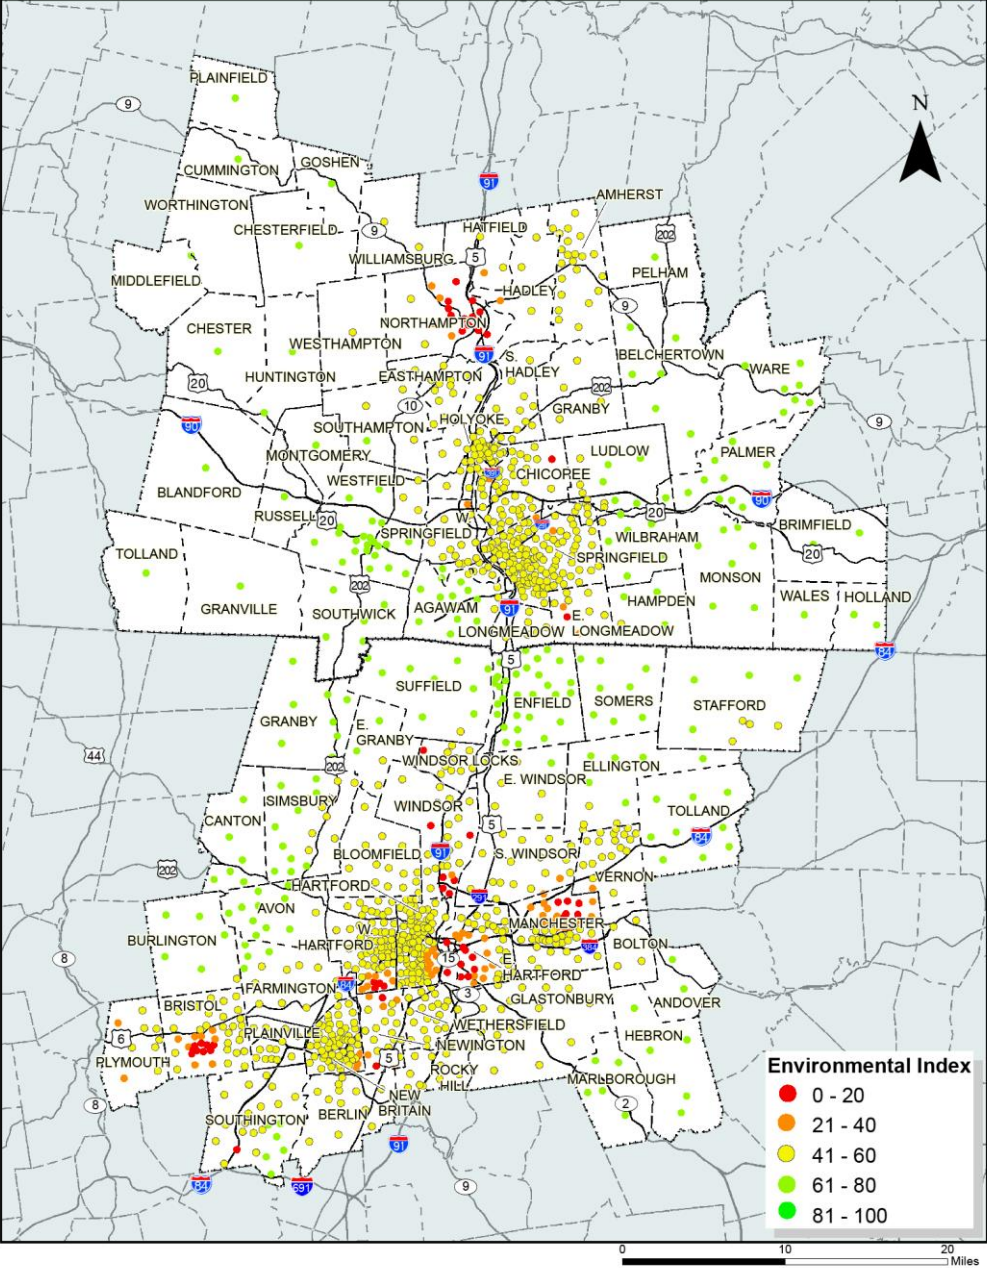 PLAINFIELD
9
N
CUMMINGTON
GOSHEN
91
AMHERST
WORTHINGTON
CHESTERFIELD
9
HATFIELD
202
WILLIAMSBURG
5
PELHAM
MIDDLEFIELD
HADLEY
9
CHESTER
NORTHAMPTON
WESTHAMPTON
91
S.
HADLEY
BELCHERTOWN
WARE
HUNTINGTON
EASTHAMPTON
20
202
10
GRANBY
90
SOUTHAMPTON
HOLYOKE
9
MONTGOMERY
LUDLOW
PALMER
WESTFIELD
CHICOPEE
BLANDFORD
90
RUSSELL
20
W.
SPRINGFIELD
20
BRIMFIELD
TOLLAND
WILBRAHAM
SPRINGFIELD
20
202
MONSON
GRANVILLE
SOUTHWICK
AGAWAM
91
HAMPDEN
WALES
HOLLAND
LONGMEADOW
E.
LONGMEADOW
84
5
SUFFIELD
ENFIELD
SOMERS
STAFFORD
GRANBY
E.
GRANBY
44
202
WINDSOR LOCKS
E. WINDSOR
ELLINGTON
SIMSBURY
WINDSOR
TOLLAND
CANTON
5
84
202
BLOOMFIELD
91
S. WINDSOR
HARTFORD
VERNON
291
AVON
MANCHESTER
BURLINGTON
W.
HARTFORD
384
BOLTON
8
15
E.
HARTFORD
FARMINGTON
84
3
GLASTONBURY
ANDOVER
BRISTOL
6
PLAINVILLE
WETHERSFIELD
HEBRON
PLYMOUTH
NEWINGTON
5
ROCKY
HILL
MARLBOROUGH
8
NEW
BRITAIN
2
SOUTHINGTON
BERLIN
91
84
691
9
Environmental Index
0 - 20
21 - 40
41 - 60
61 - 80
81 - 100
0 10 20
Miles